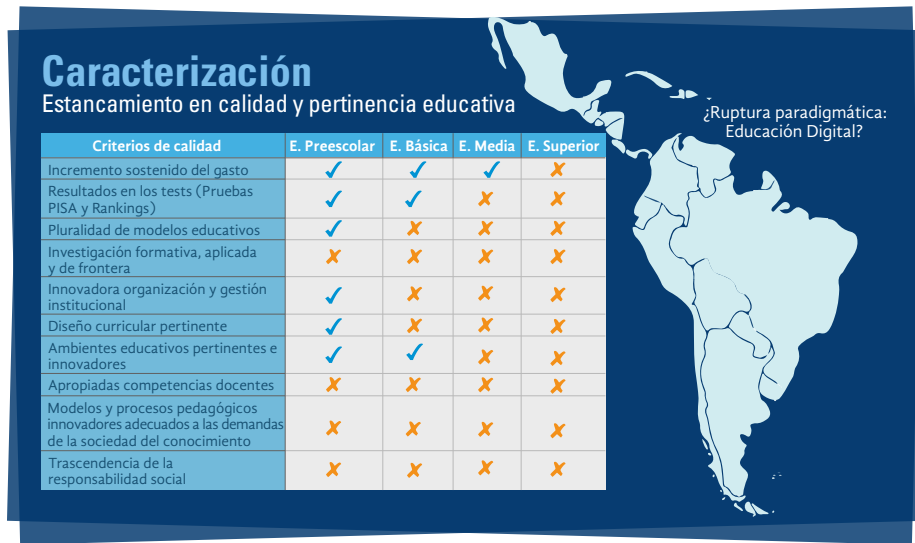 Caracterización
Estancamiento en calidad y pertinencia educativa
¿Ruptura paradigmática:
Educación Digital?
Criterios de calidad E. Preescolar E. Básica E. Media E. Superior
Incremento sostenido del gasto ✓ ✓ ✓ ✗
Resultados en los tests (Pruebas
PISA y Rankings) ✓ ✓ ✗ ✗
Pluralidad de modelos educativos ✓ ✗ ✗ ✗
Investigación formativa, aplicada
y de frontera ✗ ✗ ✗ ✗
Innovadora organización y gestión
institucional ✓ ✗ ✗ ✗
Diseño curricular pertinente ✓ ✗ ✗ ✗
Ambientes educativos pertinentes e
innovadores ✓ ✓ ✗ ✗
Apropiadas competencias docentes ✗ ✗ ✗ ✗
Modelos y procesos pedagógicos
innovadores adecuados a las demandas
de la sociedad del conocimiento ✗ ✗ ✗ ✗
Trascendencia de la
responsabilidad social ✗ ✗ ✗ ✗